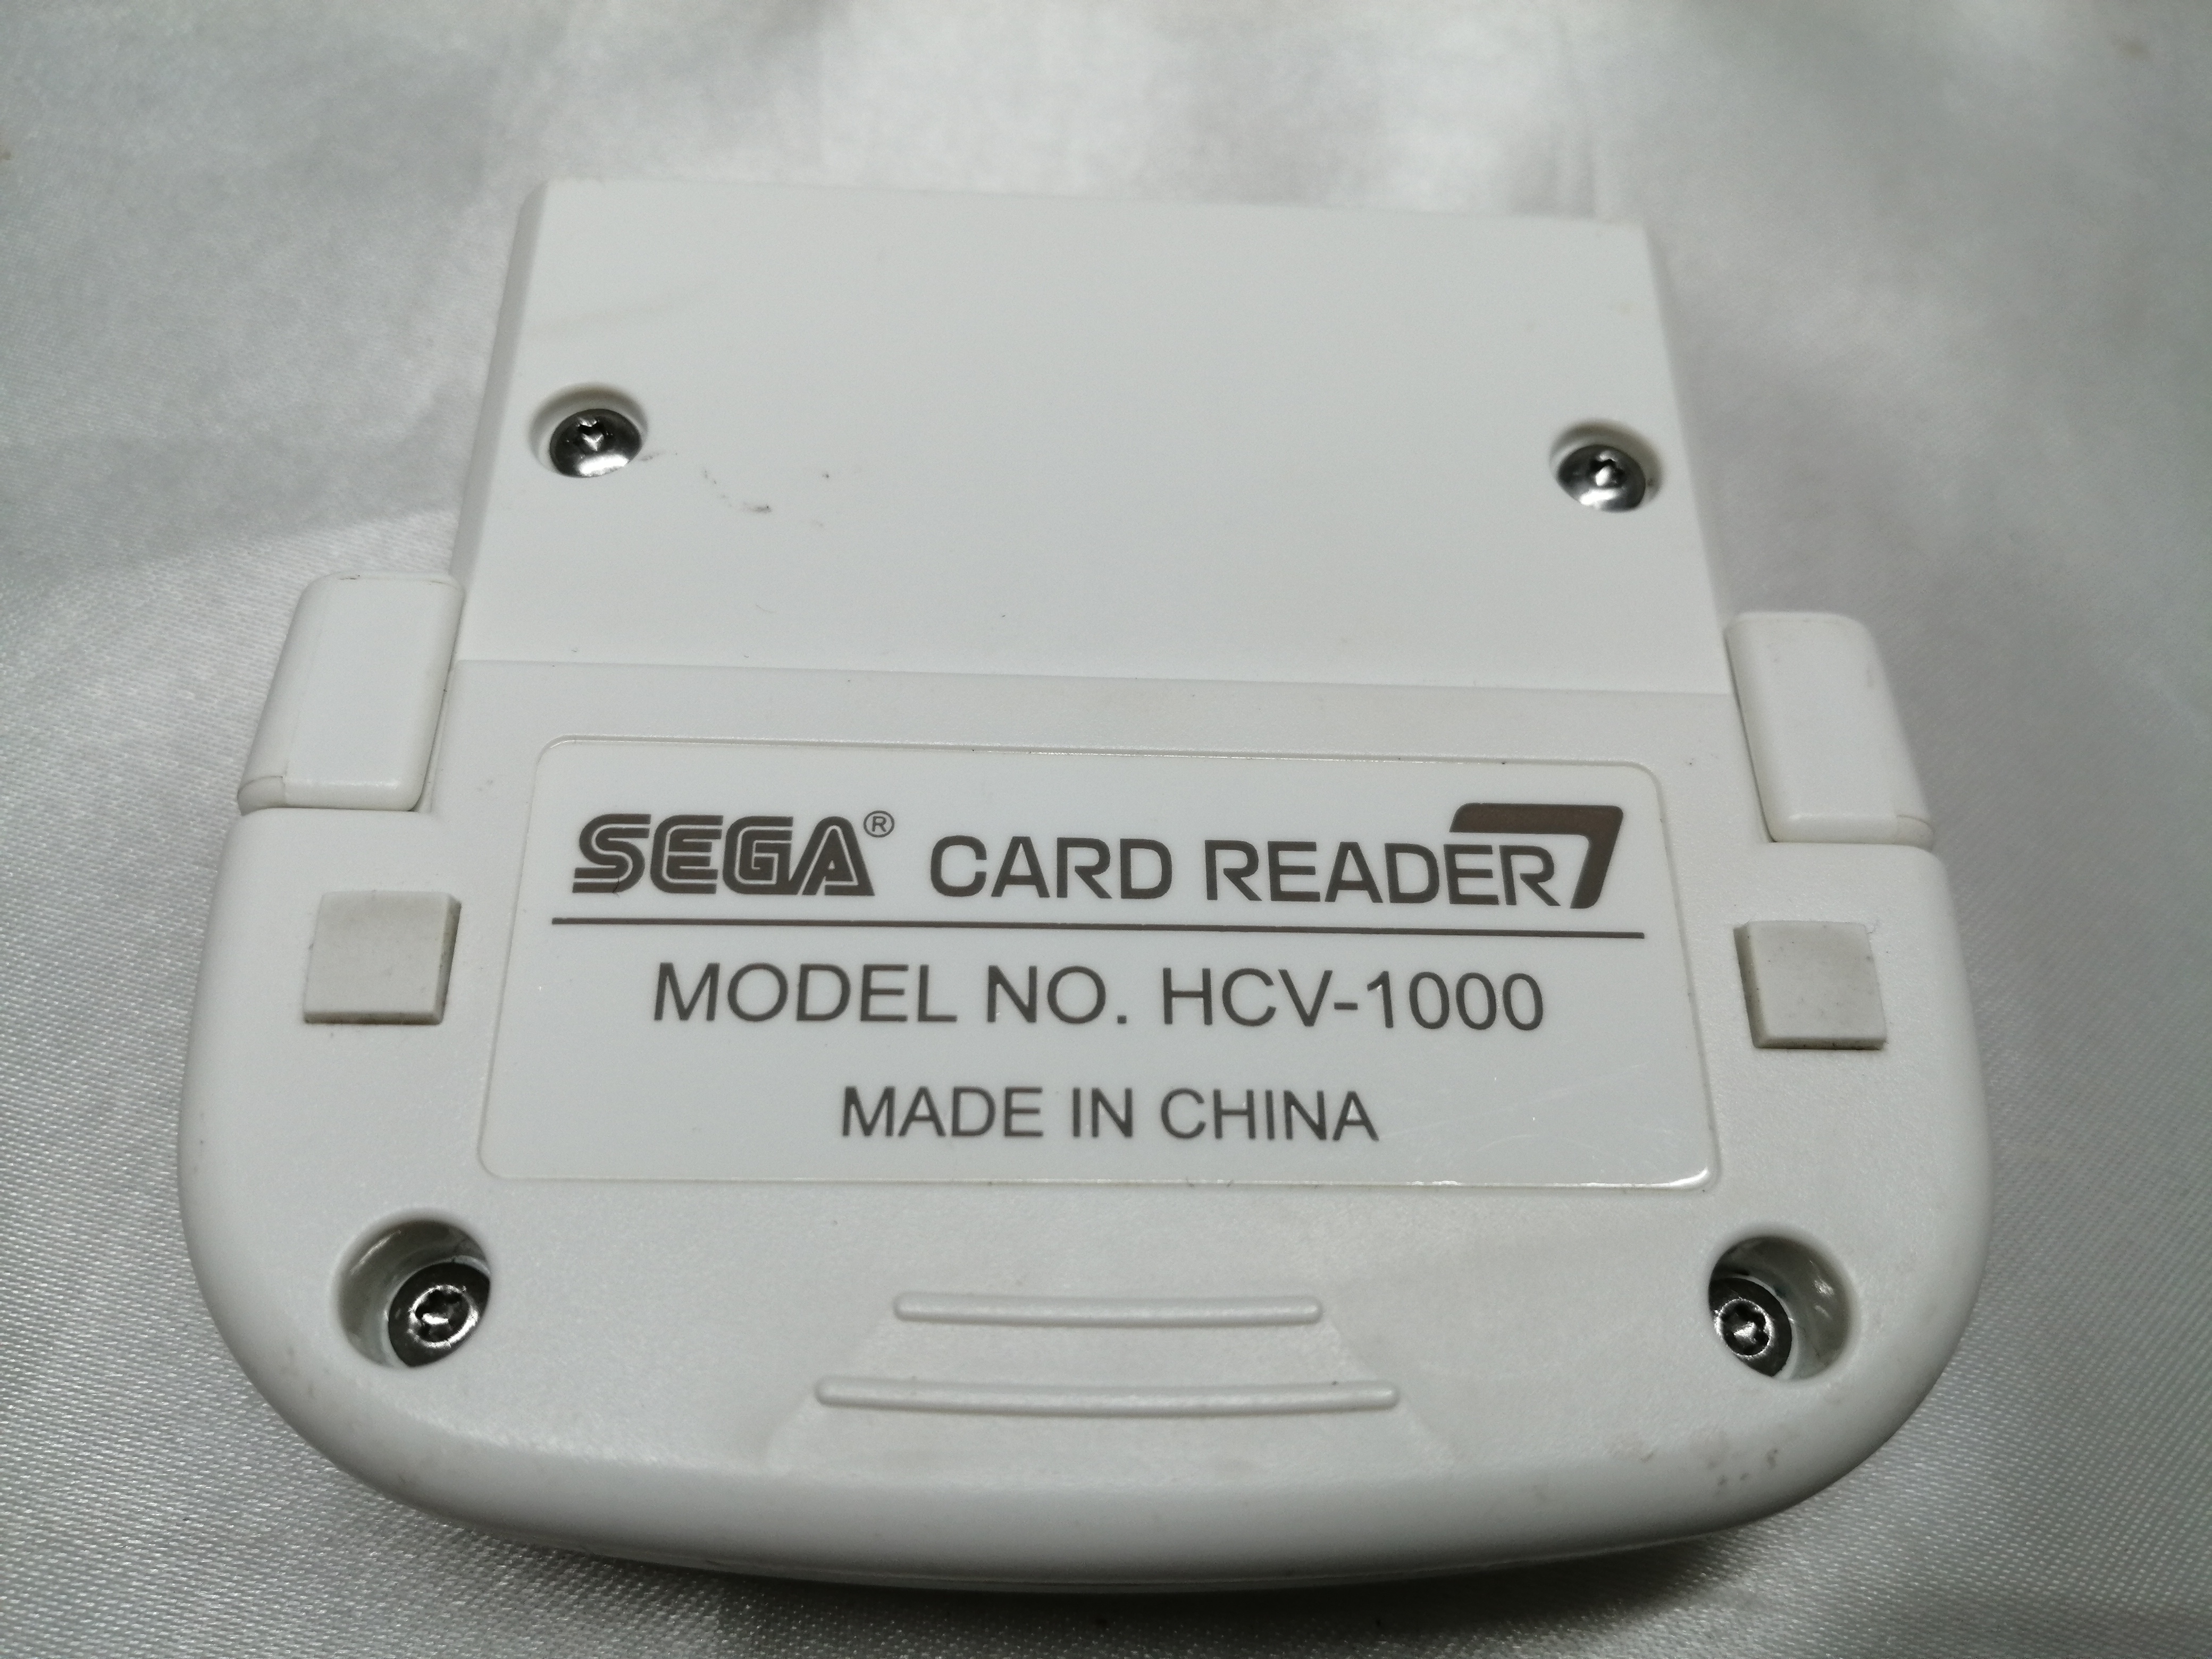 SEGA® CARD READER
MODEL NO. HCV-1000
MADE IN CHINA